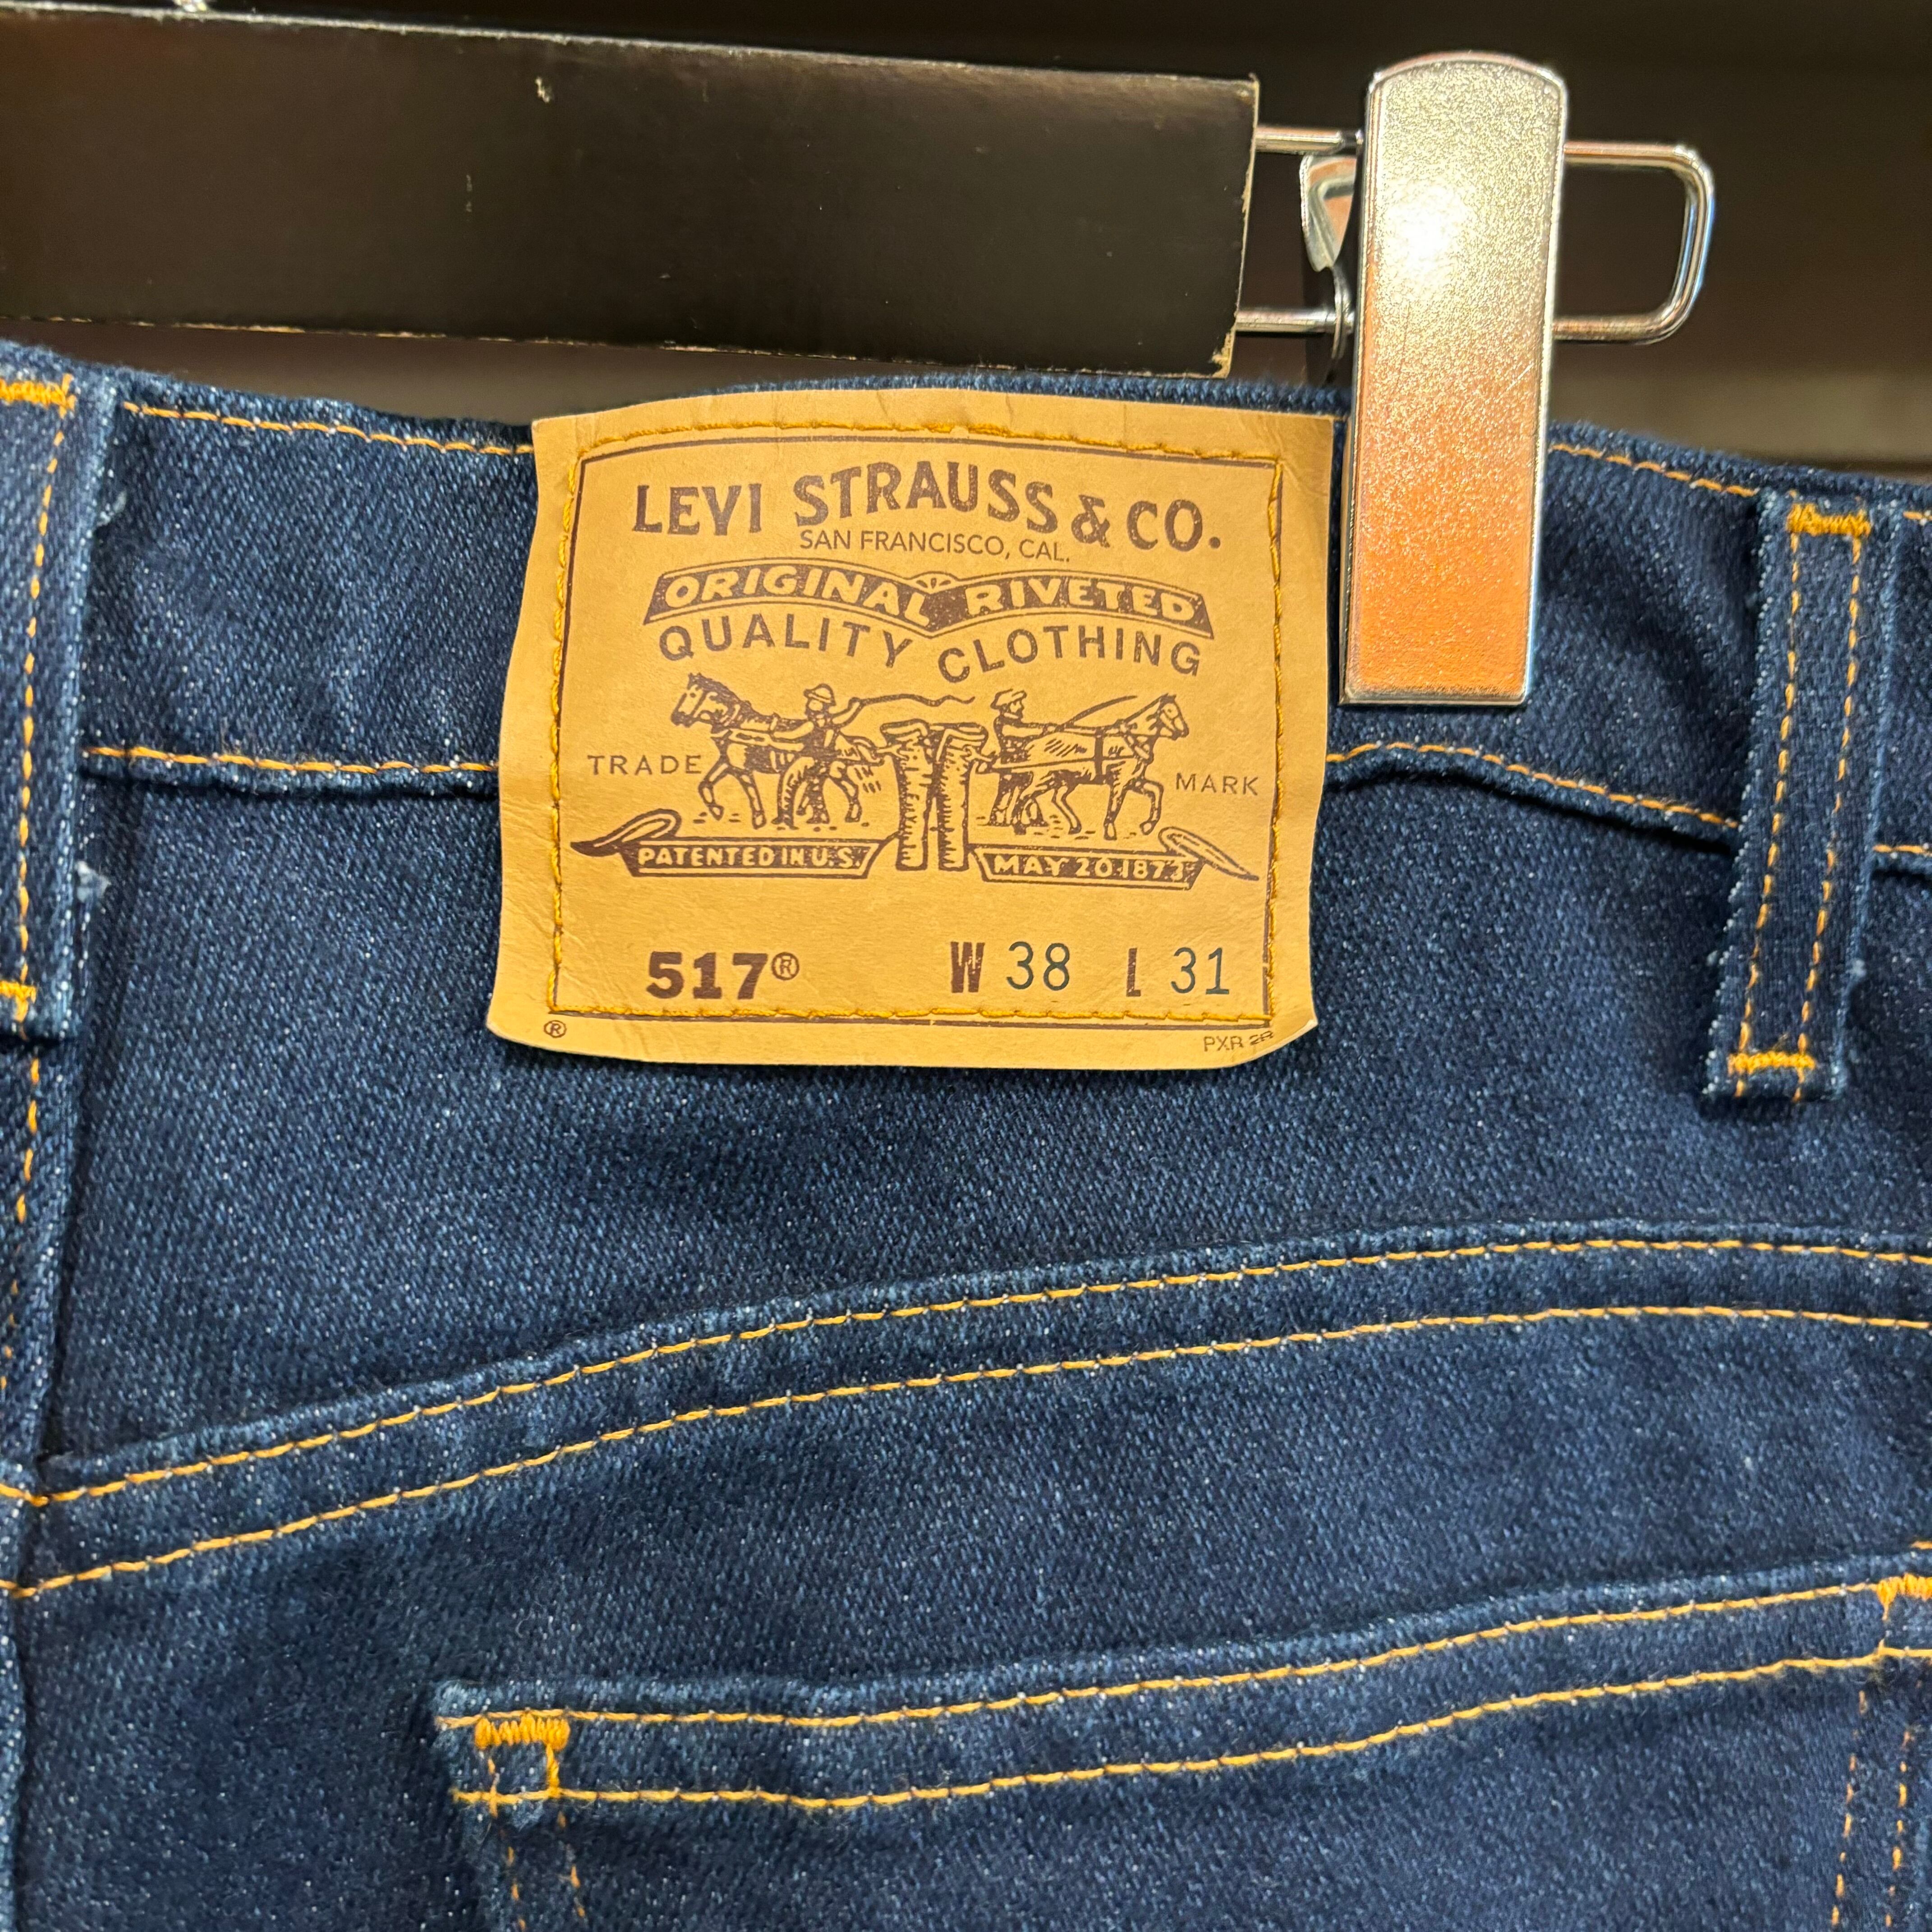 LEVI STRAUSS & CO.
SAN FRANCISCO, CAL.
ORIGINAL RIVETED
QUALITY CLOTHING
TRADE MARK
PATENTED IN U.S. MAY 20 1873
517® W 38 L 31
® PXR 2R